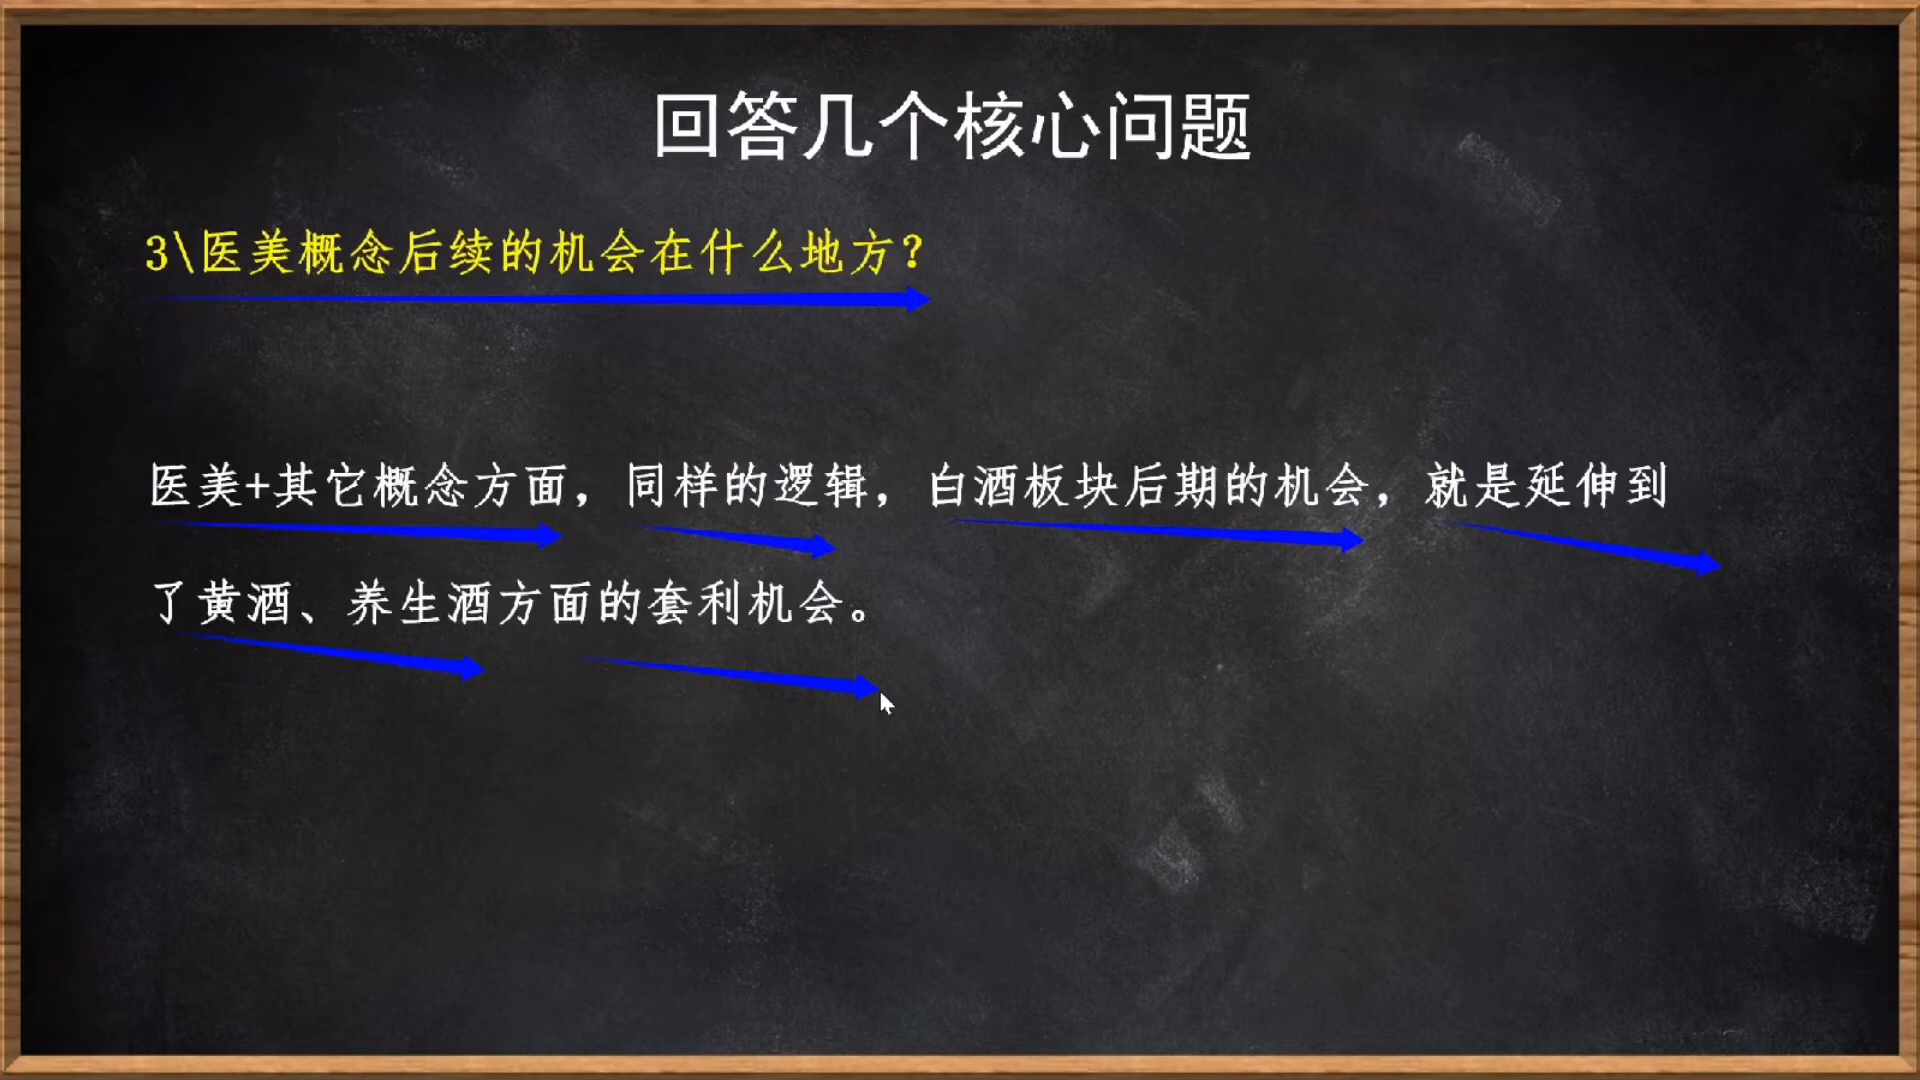 回答几个核心问题
3\医美概念后续的机会在什么地方？
医美+其它概念方面，同样的逻辑，白酒板块后期的机会，就是延伸到
了黄酒、养生酒方面的套利机会。